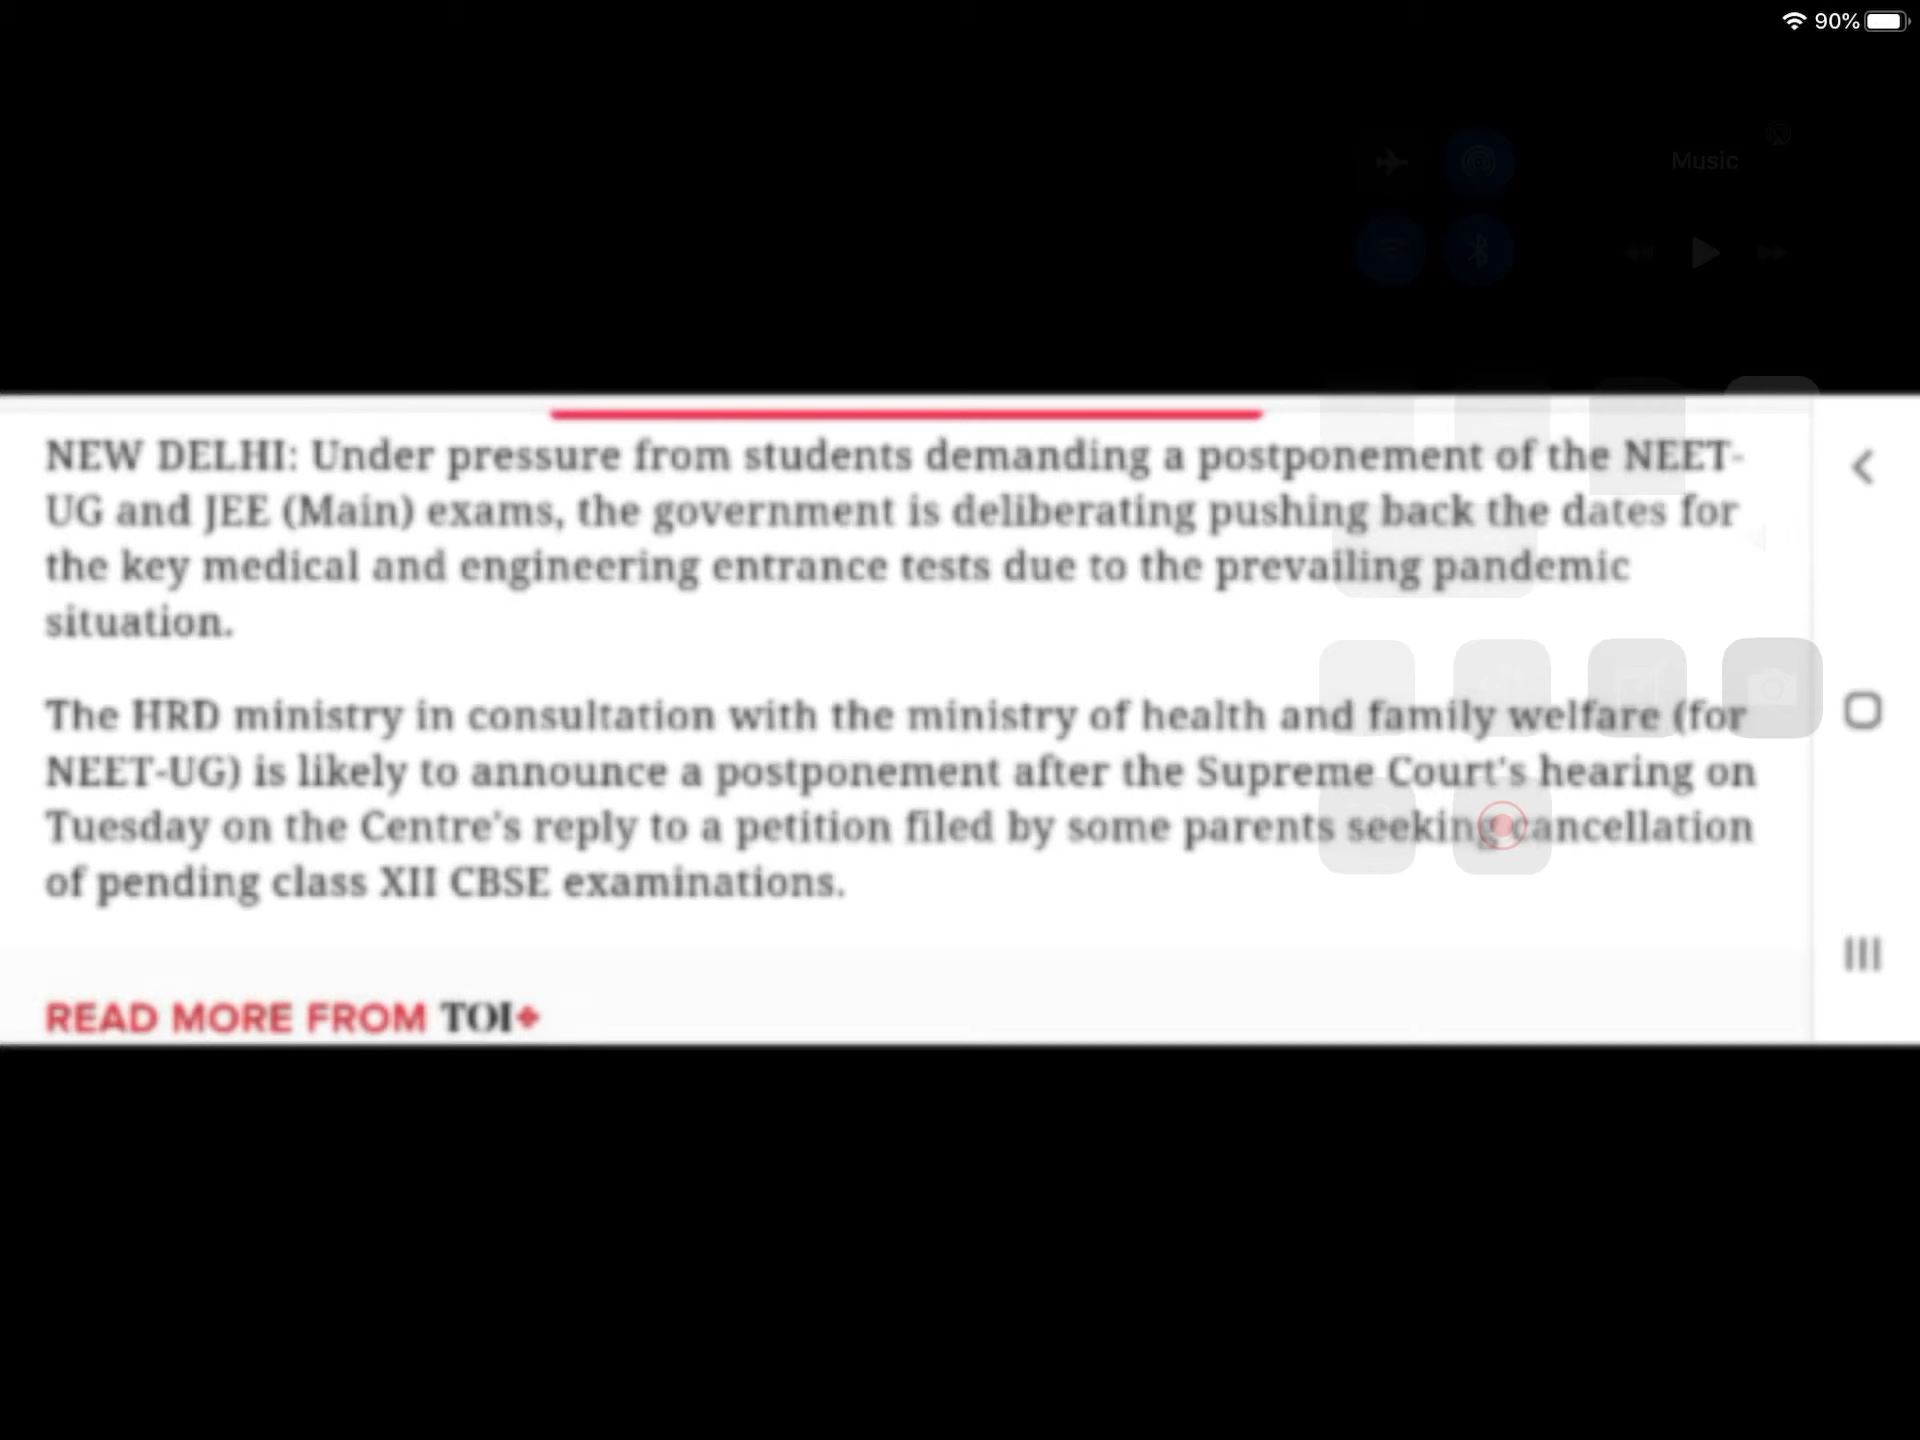 90%
Music
NEW DELHI: Under pressure from students demanding a postponement of the NEET-
UG and JEE (Main) exams, the government is deliberating pushing back the dates for
the key medical and engineering entrance tests due to the prevailing pandemic
situation.
The HRD ministry in consultation with the ministry of health and family welfare (for
NEET-UG) is likely to announce a postponement after the Supreme Court's hearing on
Tuesday on the Centre's reply to a petition filed by some parents seeking cancellation
of pending class XII CBSE examinations.
READ MORE FROM TOI+